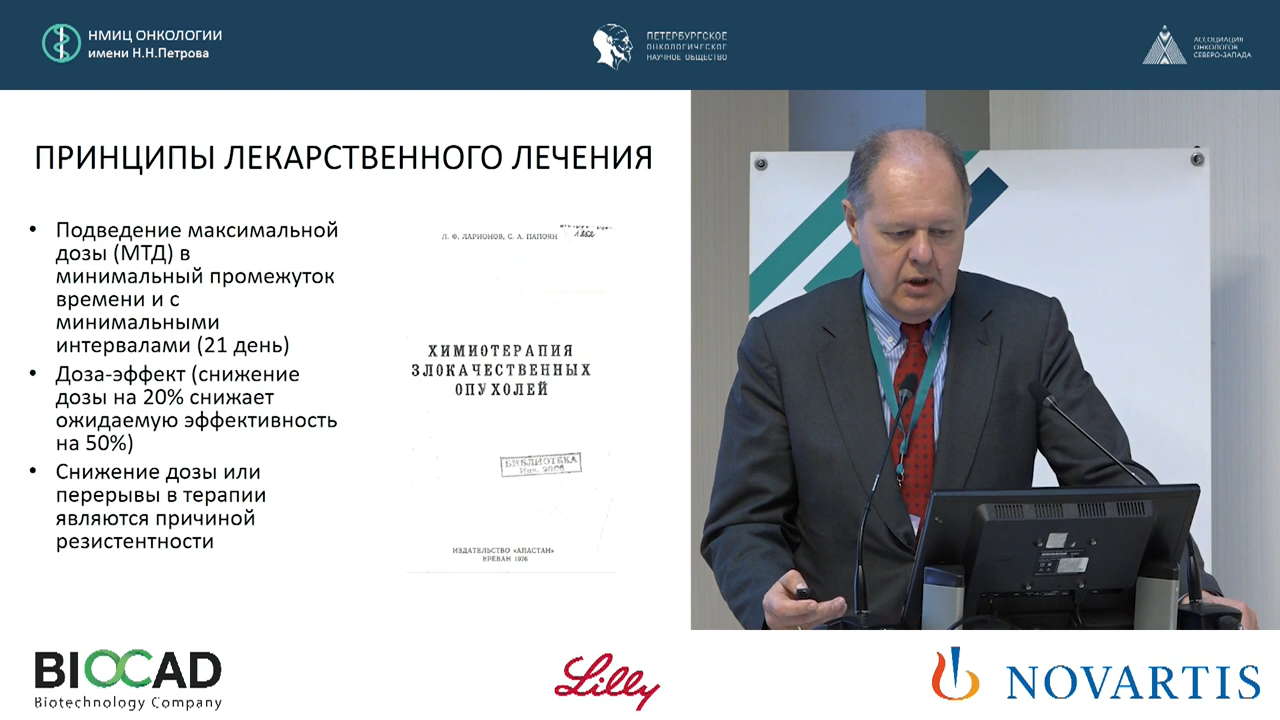 НМИЦ ОНКОЛОГИИ
имени Н.Н.Петрова
ПЕТЕРБУРГСКОЕ
ОНКОЛОГИЧЕСКОЕ
НАУЧНОЕ ОБЩЕСТВО
АССОЦИАЦИЯ
ОНКОЛОГОВ
СЕВЕРО-ЗАПАДА
ПРИНЦИПЫ ЛЕКАРСТВЕННОГО ЛЕЧЕНИЯ
• Подведение максимальной
дозы (МТД) в
минимальный промежуток
времени и с
минимальными
интервалами (21 день)
• Доза-эффект (снижение
дозы на 20% снижает
ожидаемую эффективность
на 50%)
• Снижение дозы или
перерывы в терапии
являются причиной
резистентности
Л. Ф. ЛАРИОНОВ, С. А. ПАПОЯН
ХИМИОТЕРАПИЯ
ЗЛОКАЧЕСТВЕННЫХ
ОПУХОЛЕЙ
БИБЛИОТЕКА
ИЗДАТЕЛЬСТВО «АПАСТАН»
ЕРЕВАН 1976
BIOCAD
Biotechnology Company
Lilly
NOVARTIS